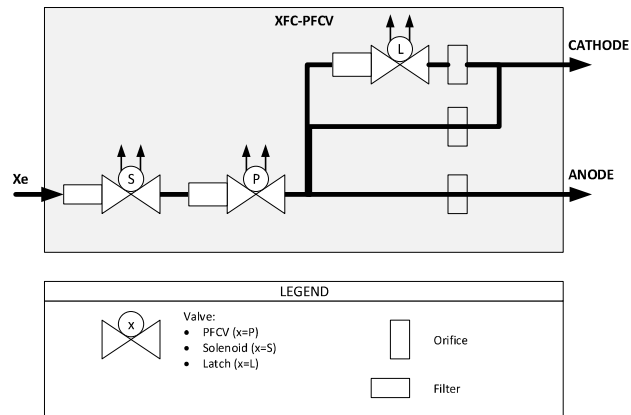 XFC-PFCV
L
CATHODE
Xe
S
P
ANODE
LEGEND
x
Valve:
• PFCV (x=P)
• Solenoid (x=S)
• Latch (x=L)
Orifice
Filter